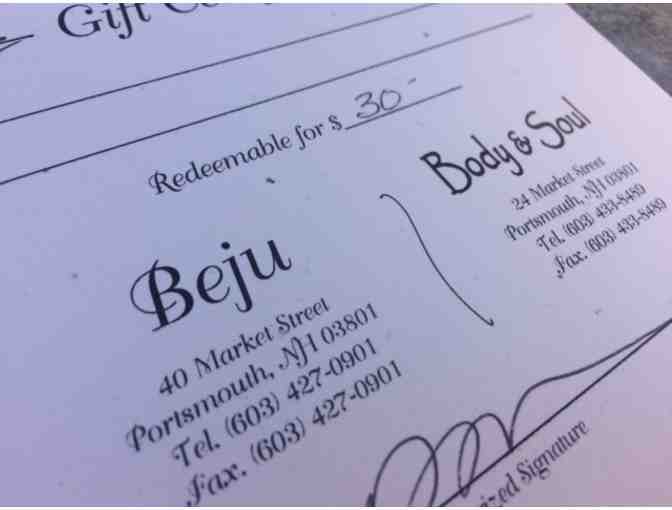 Gift
Redeemable for $ 30-
Beju
40 Market Street
Portsmouth, NH 03801
Tel. (603) 427-0901
Fax. (603) 427-0901
Body & Soul
24 Market Street
Portsmouth, NH 03801
Tel. (603) 433-8489
Fax. (603) 433-8489
Signature